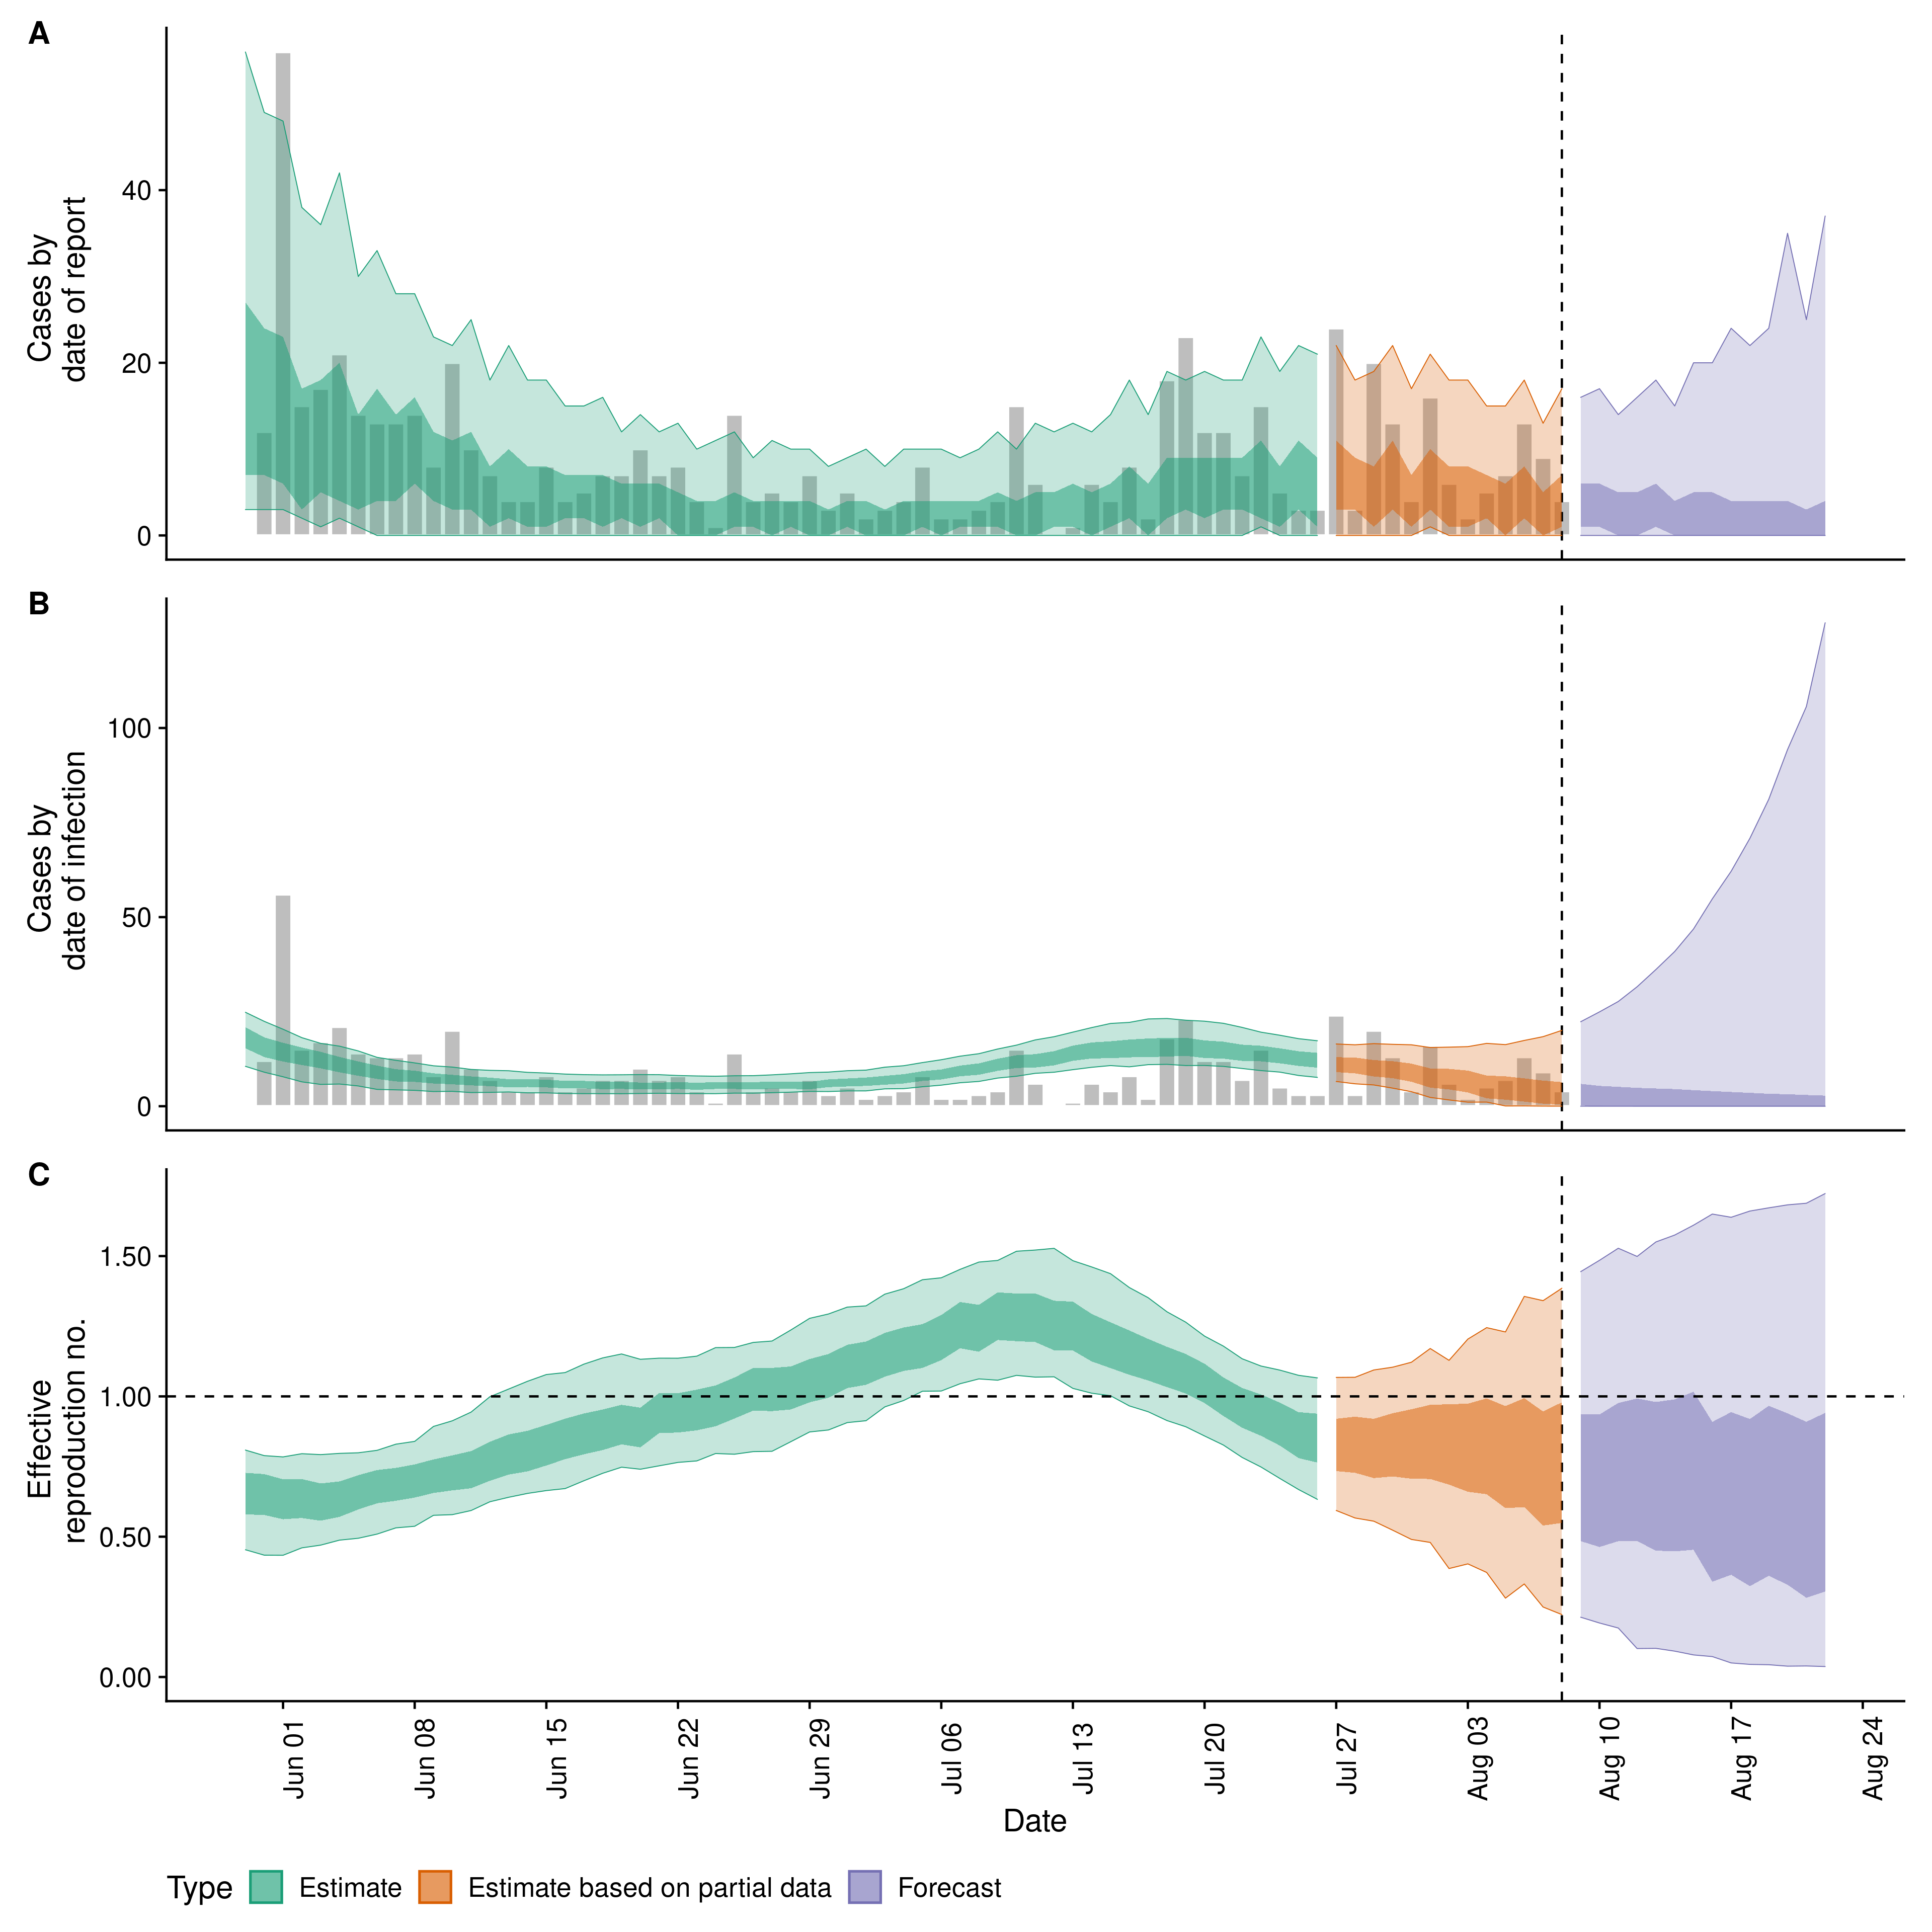 A
Cases by
date of report
40
20
0
B
Cases by
date of infection
100
50
0
C
Effective
reproduction no.
1.50
1.00
0.50
0.00
Jun 01
Jun 08
Jun 15
Jun 22
Jun 29
Jul 06
Jul 13
Jul 20
Jul 27
Aug 03
Aug 10
Aug 17
Aug 24
Date
Type Estimate Estimate based on partial data Forecast